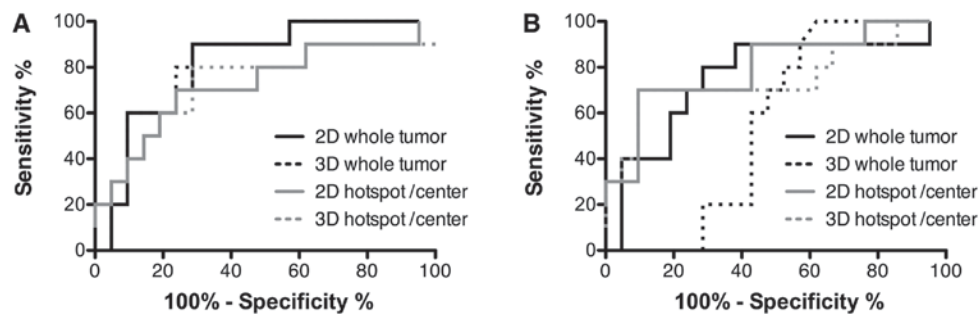 A
100
80
60
40
20
0
Sensitivity %
2D whole tumor
3D whole tumor
2D hotspot/center
3D hotspot/center
0 20 40 60 80 100
100% - Specificity %
B
100
80
60
40
20
0
Sensitivity %
2D whole tumor
3D whole tumor
2D hotspot/center
3D hotspot/center
0 20 40 60 80 100
100% - Specificity %